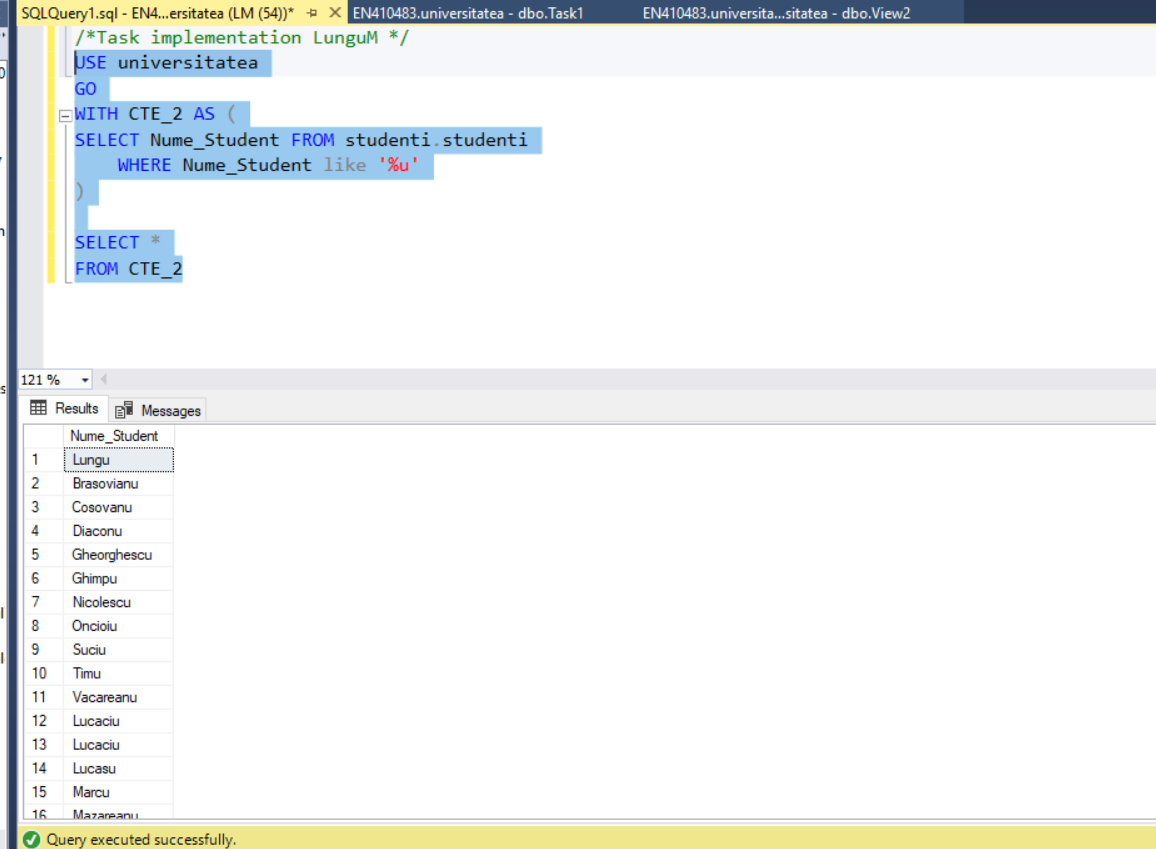 SQLQuery1.sql - EN4...ersitatea (LM (54))* EN410483.universitatea - dbo.Task1 EN410483.universita...sitatea - dbo.View2
/*Task implementation LunguM */
USE universitatea
GO
WITH CTE_2 AS (
SELECT Nume_Student FROM studenti.studenti
WHERE Nume_Student like '%u'
)
SELECT *
FROM CTE_2
121 %
Results Messages
Nume_Student
1 Lungu
2 Brasovianu
3 Cosovanu
4 Diaconu
5 Gheorghescu
6 Ghimpu
7 Nicolescu
8 Oncioiu
9 Suciu
10 Timu
11 Vacareanu
12 Lucaciu
13 Lucaciu
14 Lucasu
15 Marcu
16 Mazareanu
Query executed successfully.